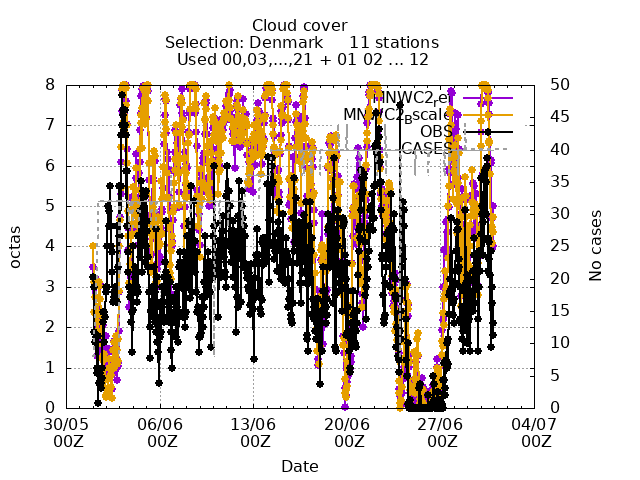 Cloud cover
Selection: Denmark 11 stations
Used 00,03,...,21 + 01 02 ... 12
8 50
7 45
6 40
5 35
4 30
3 25
2 20
1 15
0 10
5
0
MNWC2_ref
MNWC2_Bscale
OBS
CASES
octas
No cases
30/05 06/06 13/06 20/06 27/06 04/07
00Z 00Z 00Z 00Z 00Z 00Z
Date